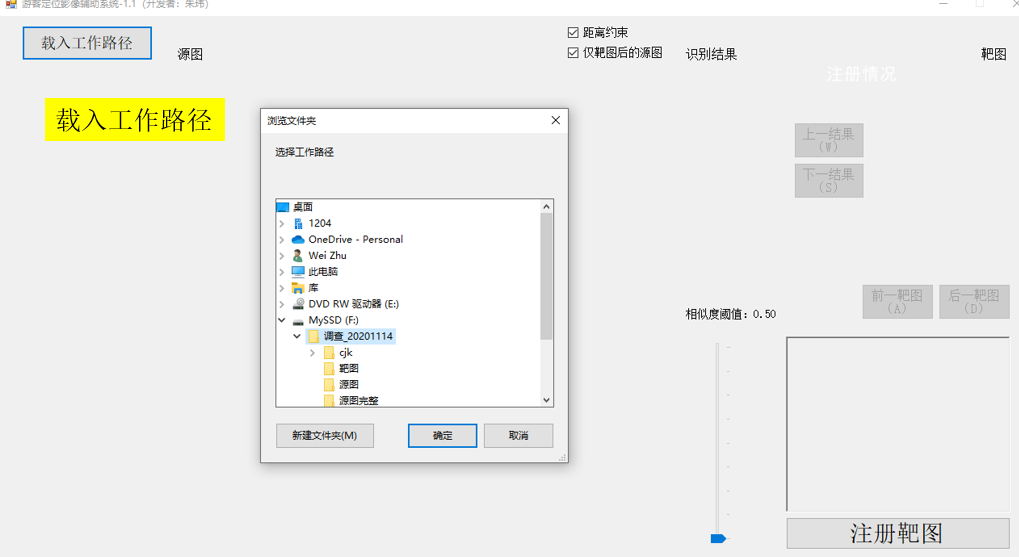 游客定位影像辅助系统-1.1（开发者：朱玮）
载入工作路径
源图
距离约束
仅靶图后的源图
识别结果
靶图
注册情况
载入工作路径
浏览文件夹
选择工作路径
桌面
1204
OneDrive - Personal
Wei Zhu
此电脑
库
DVD RW 驱动器 (E:)
MySSD (F:)
调查_20201114
cjk
靶图
源图
源图完整
新建文件夹(M)
确定
取消
上一结果
(W)
下一结果
(S)
前一靶图
(A)
后一靶图
(D)
相似度阈值：0.50
注册靶图